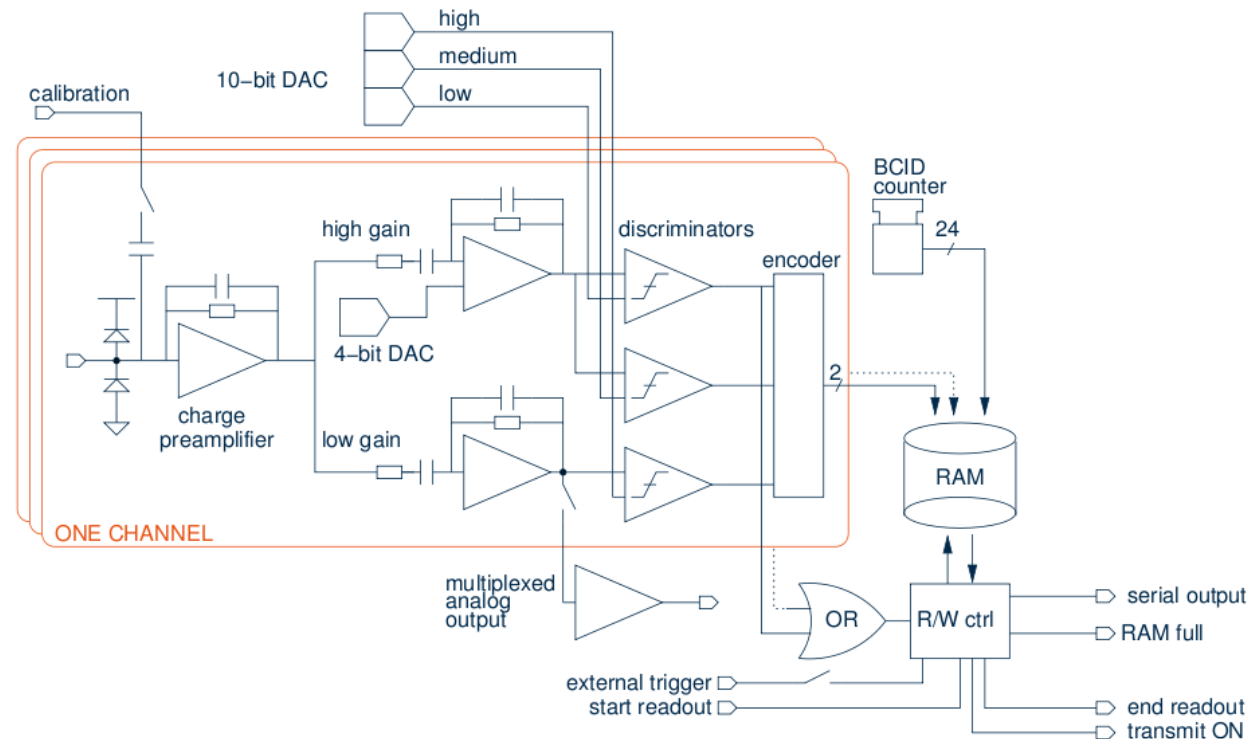 high
medium
10−bit DAC
low
calibration
BCID
counter
24
high gain
discriminators
encoder
4−bit DAC
2
charge
preamplifier
low gain
RAM
ONE CHANNEL
multiplexed
analog
output
OR
R/W ctrl
serial output
RAM full
external trigger
start readout
end readout
transmit ON